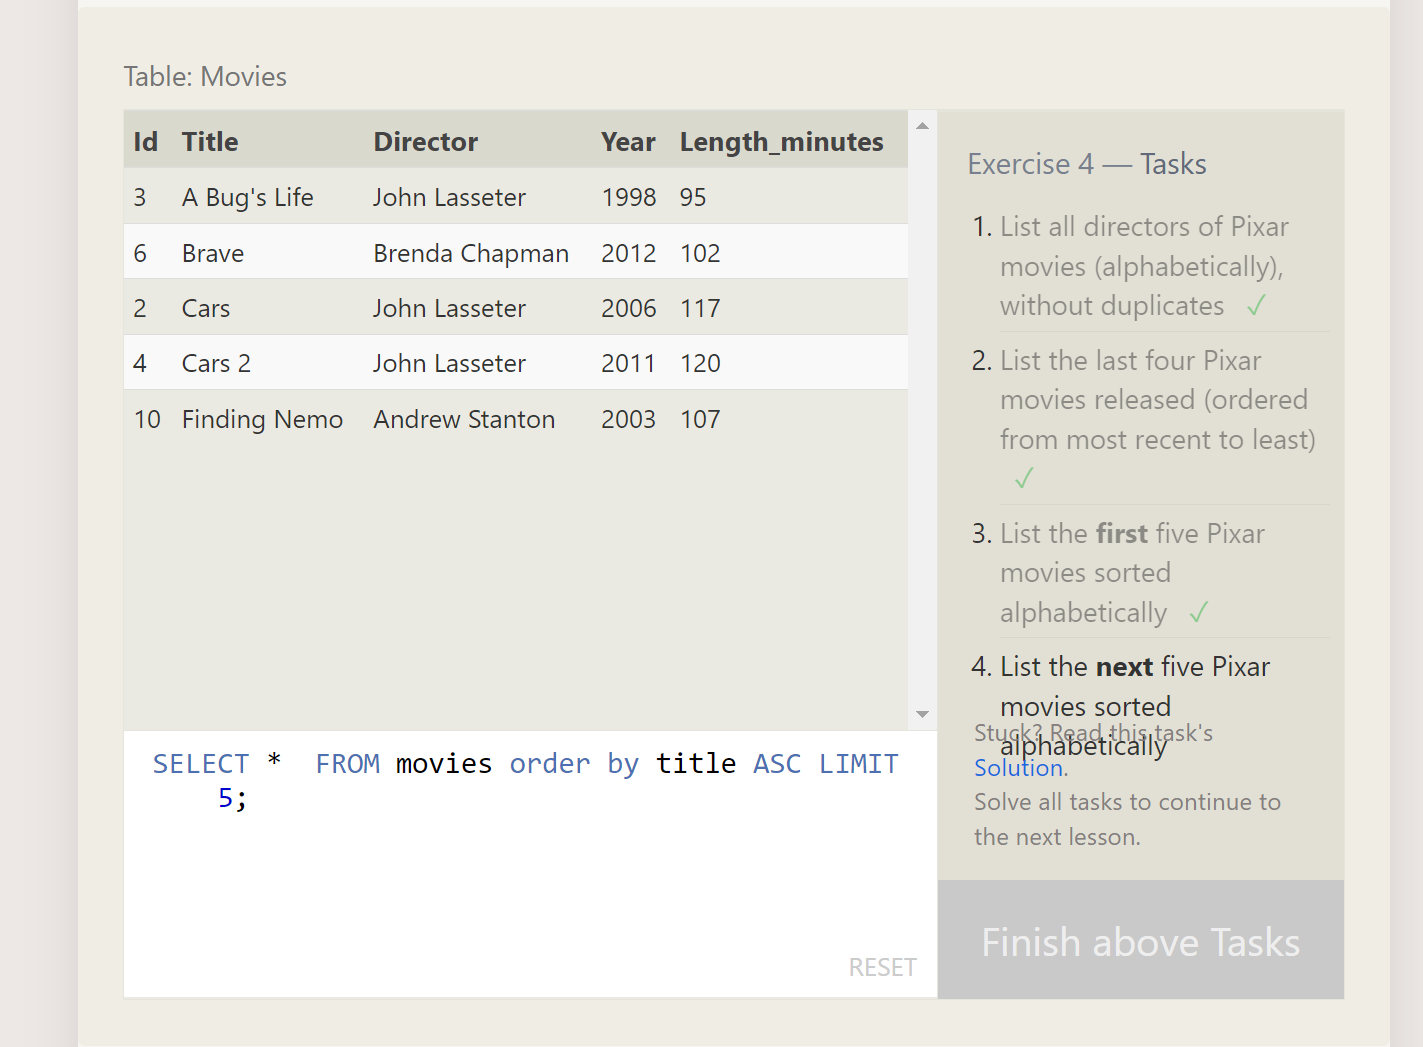 Table: Movies
Id Title Director Year Length_minutes
3 A Bug's Life John Lasseter 1998 95
6 Brave Brenda Chapman 2012 102
2 Cars John Lasseter 2006 117
4 Cars 2 John Lasseter 2011 120
10 Finding Nemo Andrew Stanton 2003 107
SELECT *  FROM movies order by title ASC LIMIT
5;
RESET
Exercise 4 — Tasks
1. List all directors of Pixar
movies (alphabetically),
without duplicates ✓
2. List the last four Pixar
movies released (ordered
from most recent to least)
✓
3. List the first five Pixar
movies sorted
alphabetically ✓
4. List the next five Pixar
movies sorted
alphabetically
Stuck? Read this task's
Solution.
Solve all tasks to continue to
the next lesson.
Finish above Tasks